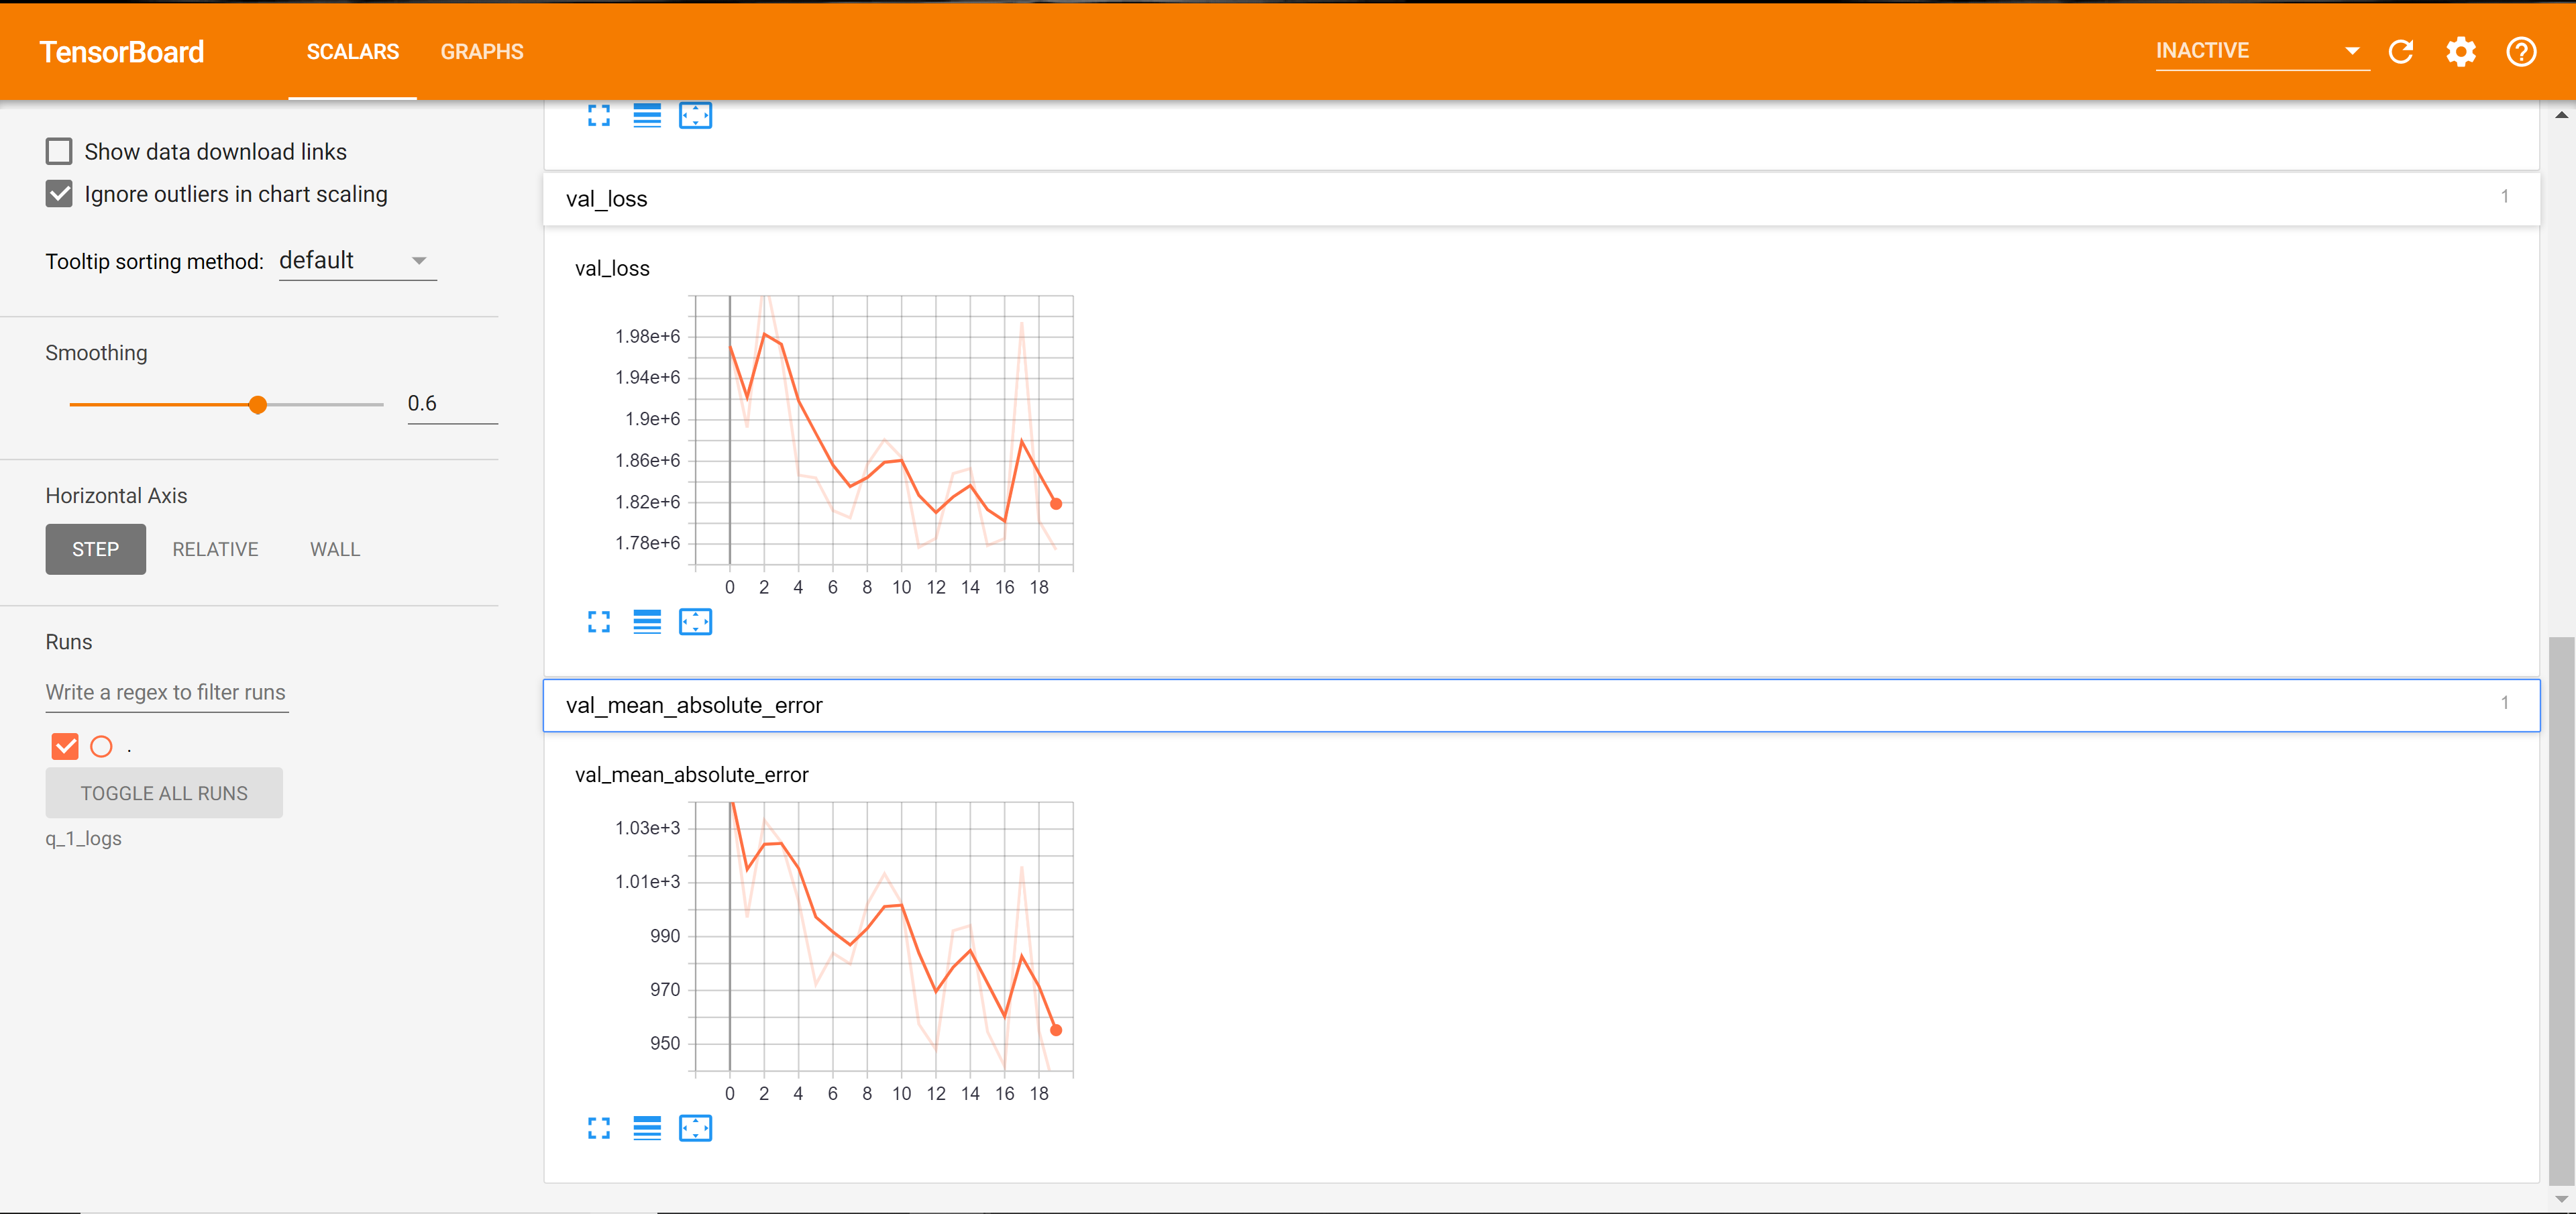 TensorBoard SCALARS GRAPHS INACTIVE
Show data download links
Ignore outliers in chart scaling
Tooltip sorting method: default
Smoothing
0.6
Horizontal Axis
STEP RELATIVE WALL
Runs
Write a regex to filter runs
.
TOGGLE ALL RUNS
q_1_logs
val_loss 1
val_loss
1.98e+6
1.94e+6
1.9e+6
1.86e+6
1.82e+6
1.78e+6
0 2 4 6 8 10 12 14 16 18
val_mean_absolute_error 1
val_mean_absolute_error
1.03e+3
1.01e+3
990
970
950
0 2 4 6 8 10 12 14 16 18